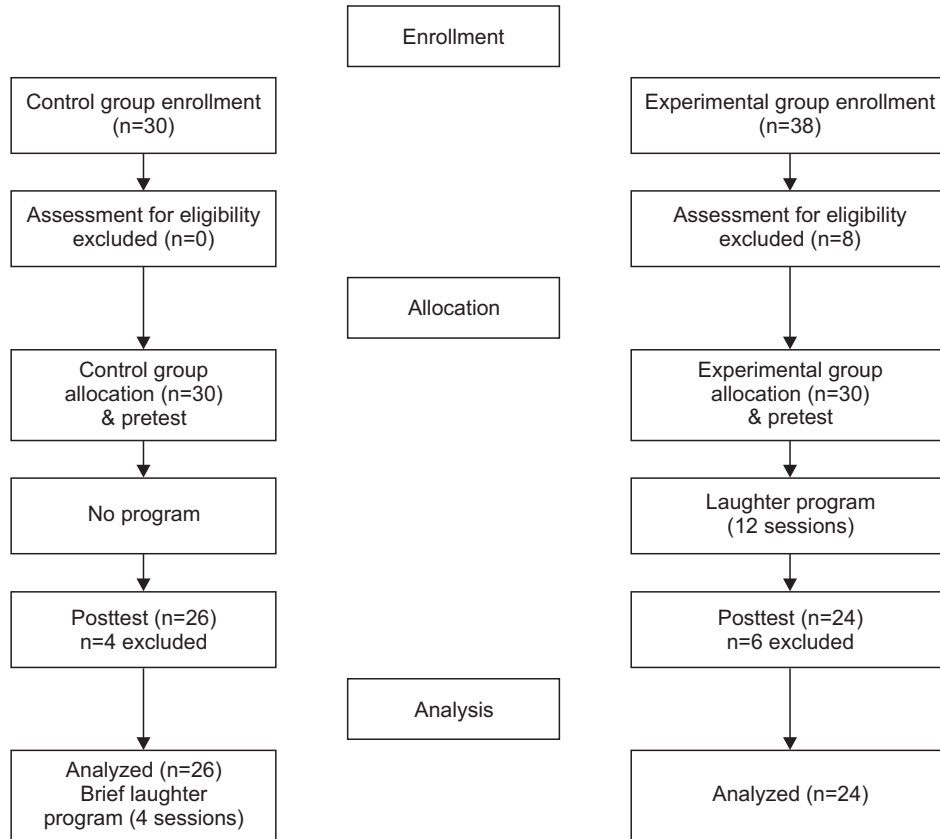 Enrollment
Control group enrollment
(n=30)
Experimental group enrollment
(n=38)
Assessment for eligibility
excluded (n=0)
Assessment for eligibility
excluded (n=8)
Allocation
Control group
allocation (n=30)
& pretest
Experimental group
allocation (n=30)
& pretest
No program
Laughter program
(12 sessions)
Posttest (n=26)
n=4 excluded
Posttest (n=24)
n=6 excluded
Analysis
Analyzed (n=26)
Brief laughter
program (4 sessions)
Analyzed (n=24)